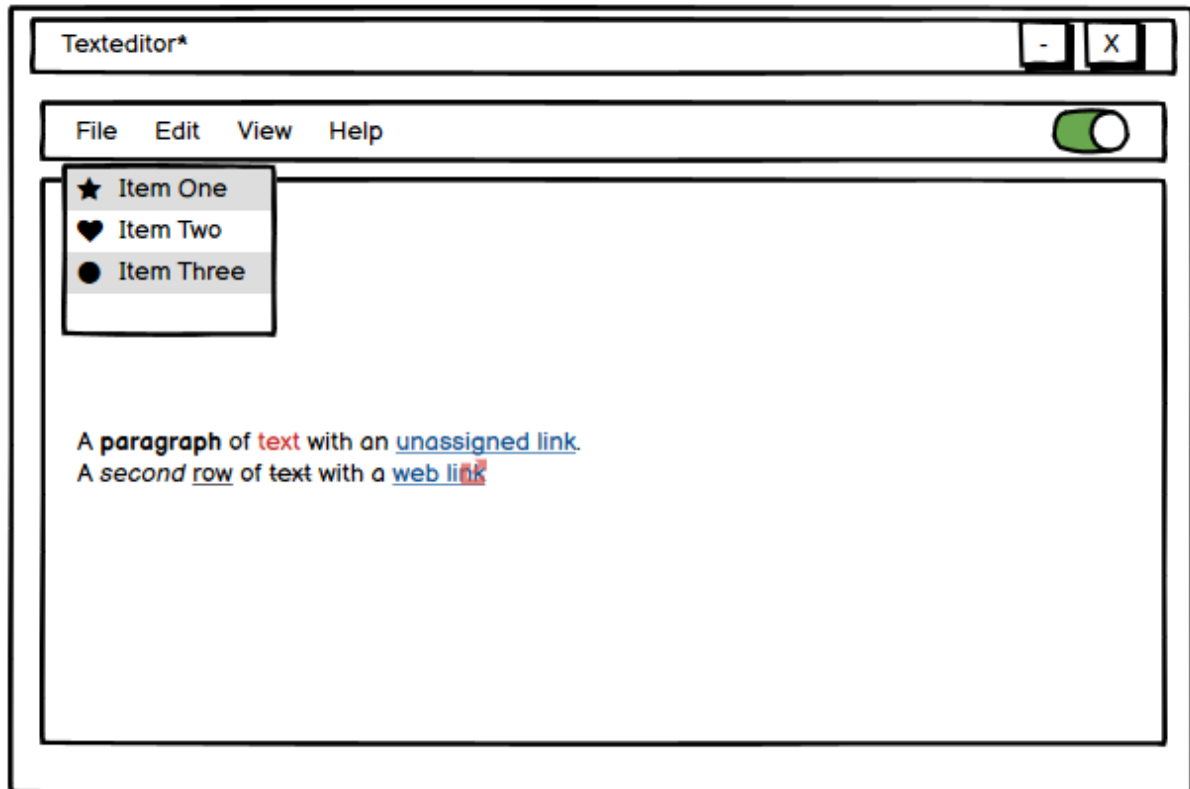 Texteditor* - X
File Edit View Help
Item One
Item Two
Item Three
A paragraph of text with an unassigned link.
A second row of text with a web link